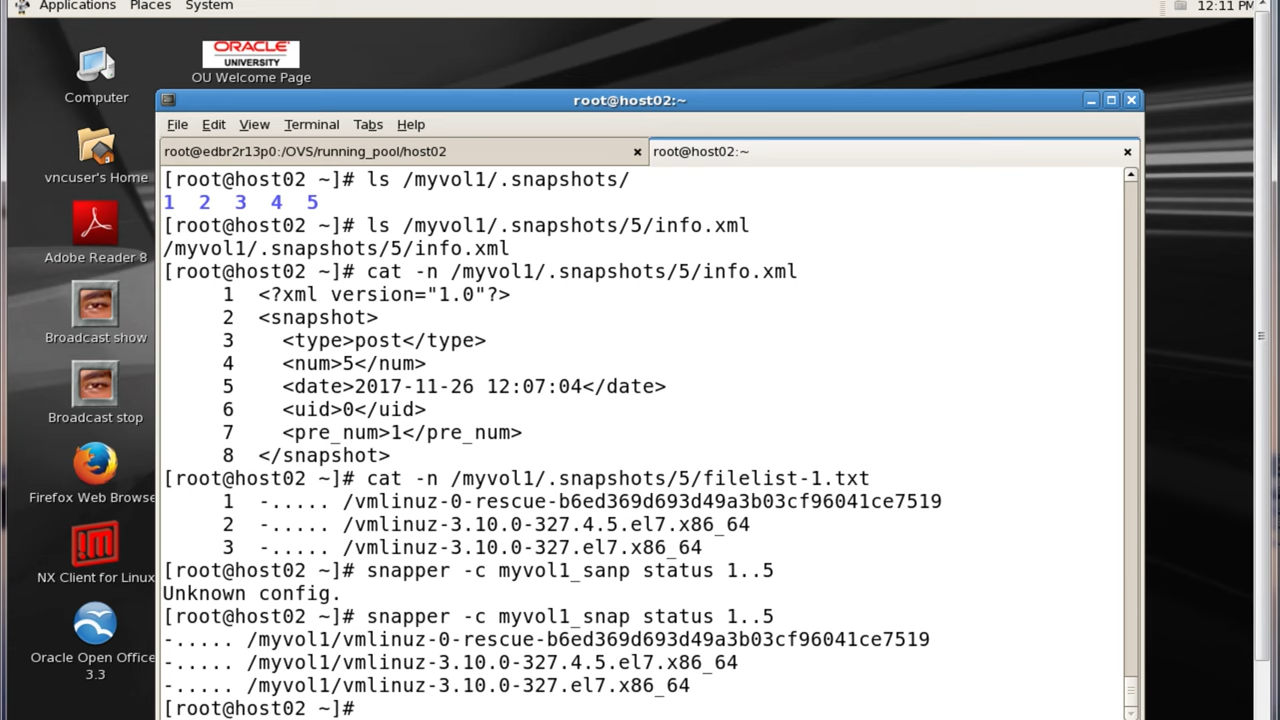 Applications Places System 12:11 PM
ORACLE
UNIVERSITY
OU Welcome Page
Computer
vncuser's Home
Adobe Reader 8
Broadcast show
Broadcast stop
Firefox Web Browse
NX Client for Linux
Oracle Open Office
3.3
root@host02:~
File Edit View Terminal Tabs Help
root@edbr2r13p0:/OVS/running_pool/host02
root@host02:~
[root@host02 ~]# ls /myvol1/.snapshots/
1 2 3 4 5
[root@host02 ~]# ls /myvol1/.snapshots/5/info.xml
/myvol1/.snapshots/5/info.xml
[root@host02 ~]# cat -n /myvol1/.snapshots/5/info.xml
1 <?xml version="1.0"?>
2 <snapshot>
3 <type>post</type>
4 <num>5</num>
5 <date>2017-11-26 12:07:04</date>
6 <uid>0</uid>
7 <pre_num>1</pre_num>
8 </snapshot>
[root@host02 ~]# cat -n /myvol1/.snapshots/5/filelist-1.txt
1 -..... /vmlinuz-0-rescue-b6ed369d693d49a3b03cf96041ce7519
2 -..... /vmlinuz-3.10.0-327.4.5.el7.x86_64
3 -..... /vmlinuz-3.10.0-327.el7.x86_64
[root@host02 ~]# snapper -c myvol1_sanp status 1..5
Unknown config.
[root@host02 ~]# snapper -c myvol1_snap status 1..5
-..... /myvol1/vmlinuz-0-rescue-b6ed369d693d49a3b03cf96041ce7519
-..... /myvol1/vmlinuz-3.10.0-327.4.5.el7.x86_64
-..... /myvol1/vmlinuz-3.10.0-327.el7.x86_64
[root@host02 ~]#